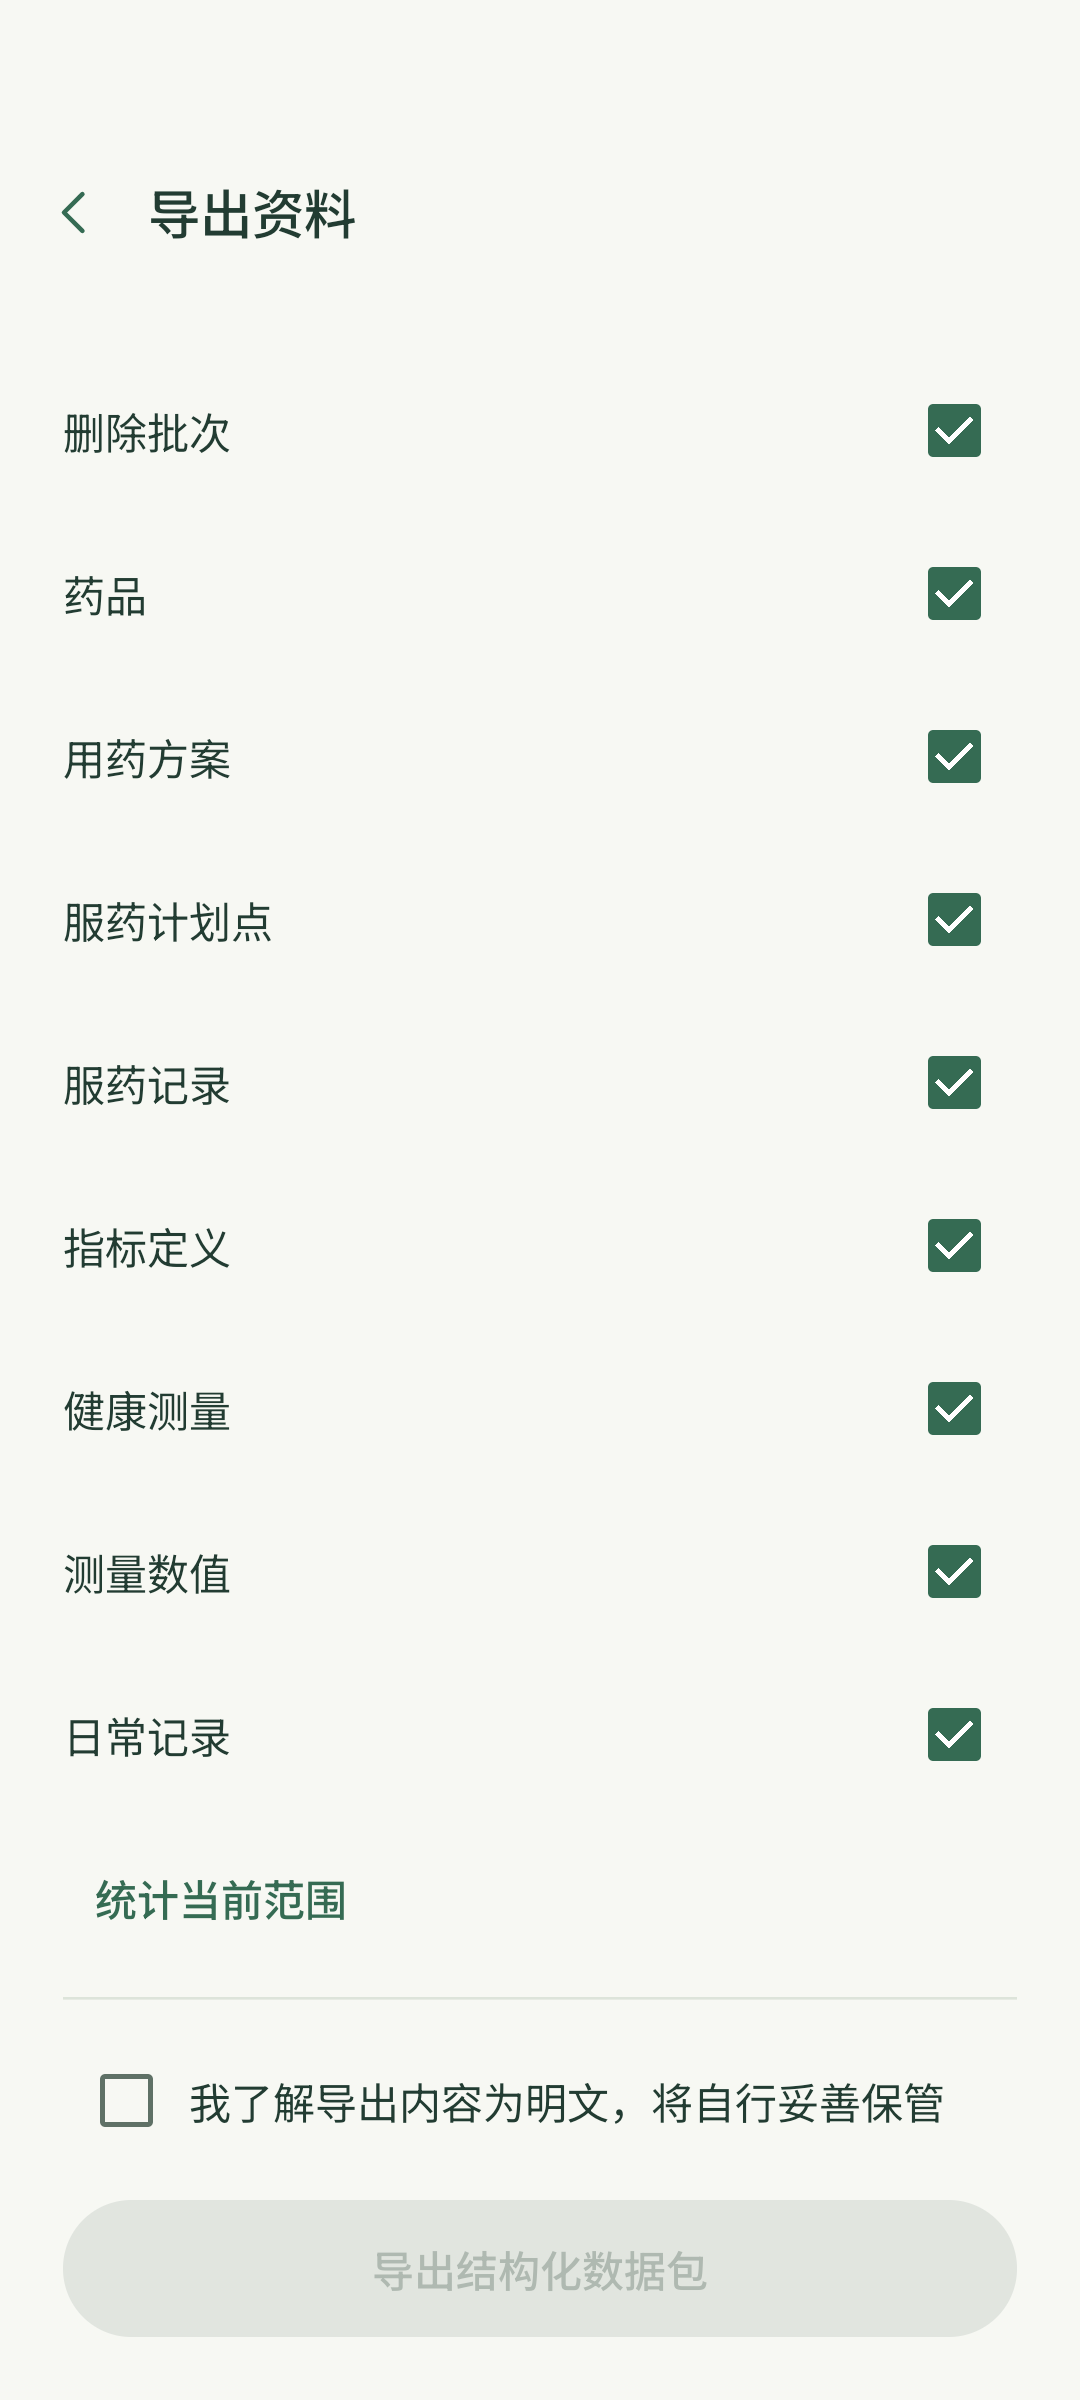 导出资料
删除批次
药品
用药方案
服药计划点
服药记录
指标定义
健康测量
测量数值
日常记录
统计当前范围
我了解导出内容为明文，将自行妥善保管
导出结构化数据包